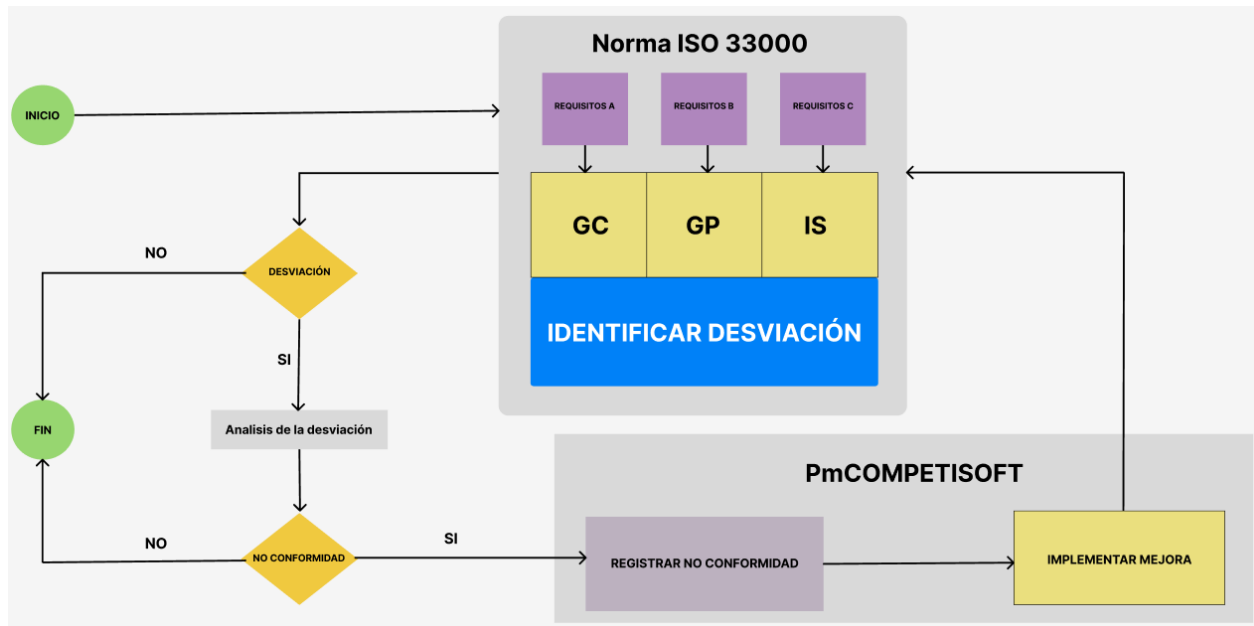 Norma ISO 33000
REQUISITOS A
REQUISITOS B
REQUISITOS C
INICIO
GC
GP
IS
NO
DESVIACIÓN
IDENTIFICAR DESVIACIÓN
SI
FIN
Analisis de la desviación
PmCOMPETISOFT
NO
NO CONFORMIDAD
SI
REGISTRAR NO CONFORMIDAD
IMPLEMENTAR MEJORA